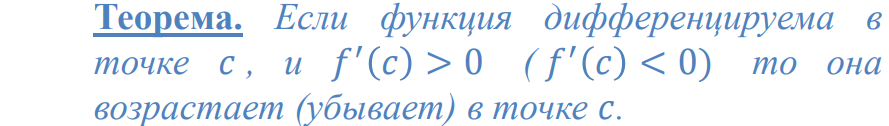 Теорема. Если функция дифференцируема в
точке c , и f′(c) > 0 ( f′(c) < 0) то она
возрастает (убывает) в точке c.